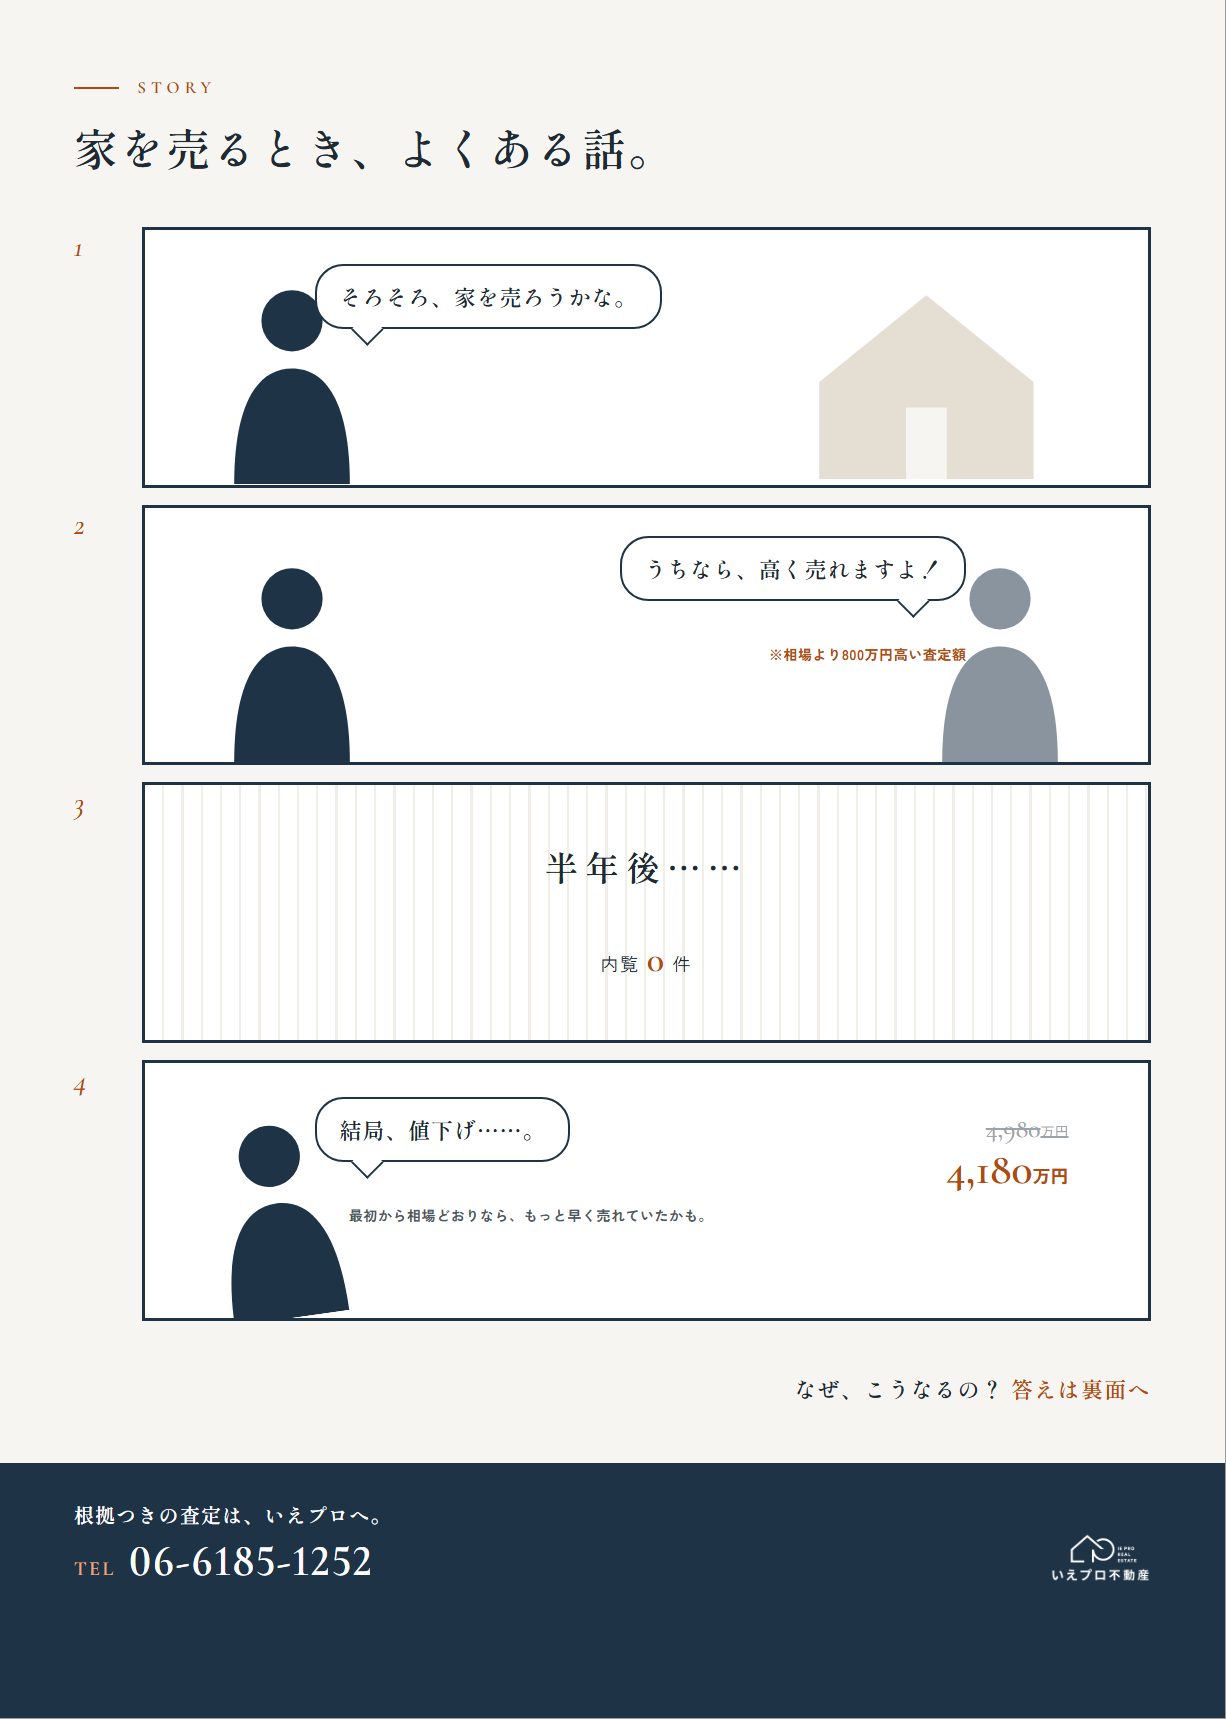 STORY
家を売るとき、よくある話。
1
そろそろ、家を売ろうかな。
2
うちなら、高く売れますよ！
※相場より800万円高い査定額
3
半年後……
内覧 0 件
4
結局、値下げ……。
4,980万円
4,180万円
最初から相場どおりなら、もっと早く売れていたかも。
なぜ、こうなるの？ 答えは裏面へ
根拠つきの査定は、いえプロへ。
TEL 06-6185-1252
IE PRO
REAL
ESTATE
いえプロ不動産